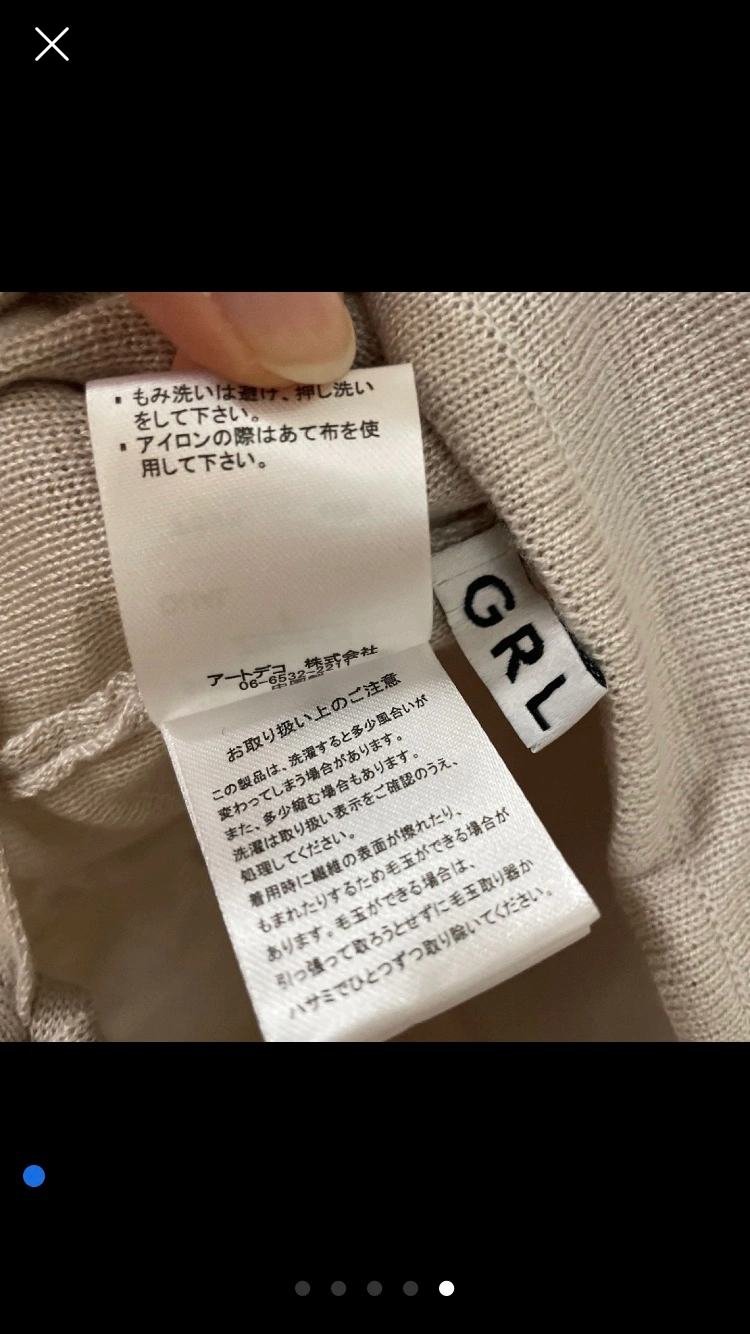 ▪ もみ洗いは避け、押し洗い
をして下さい。
▪ アイロンの際はあて布を使
用して下さい。
アートデコ 株式会社
06-6532-2271
お取り扱い上のご注意
この製品は、洗濯すると多少風合いが
変わってしまう場合があります。
また、多少縮む場合もあります。
洗濯は取り扱い表示をご確認のうえ、
処理してください。
着用時に繊維の表面が擦れたり、
もまれたりするため毛玉ができる場合が
あります。毛玉ができる場合は、
引っ張って取ろうとせずに毛玉取り器か
ハサミでひとつずつ取り除いてください。
GRL